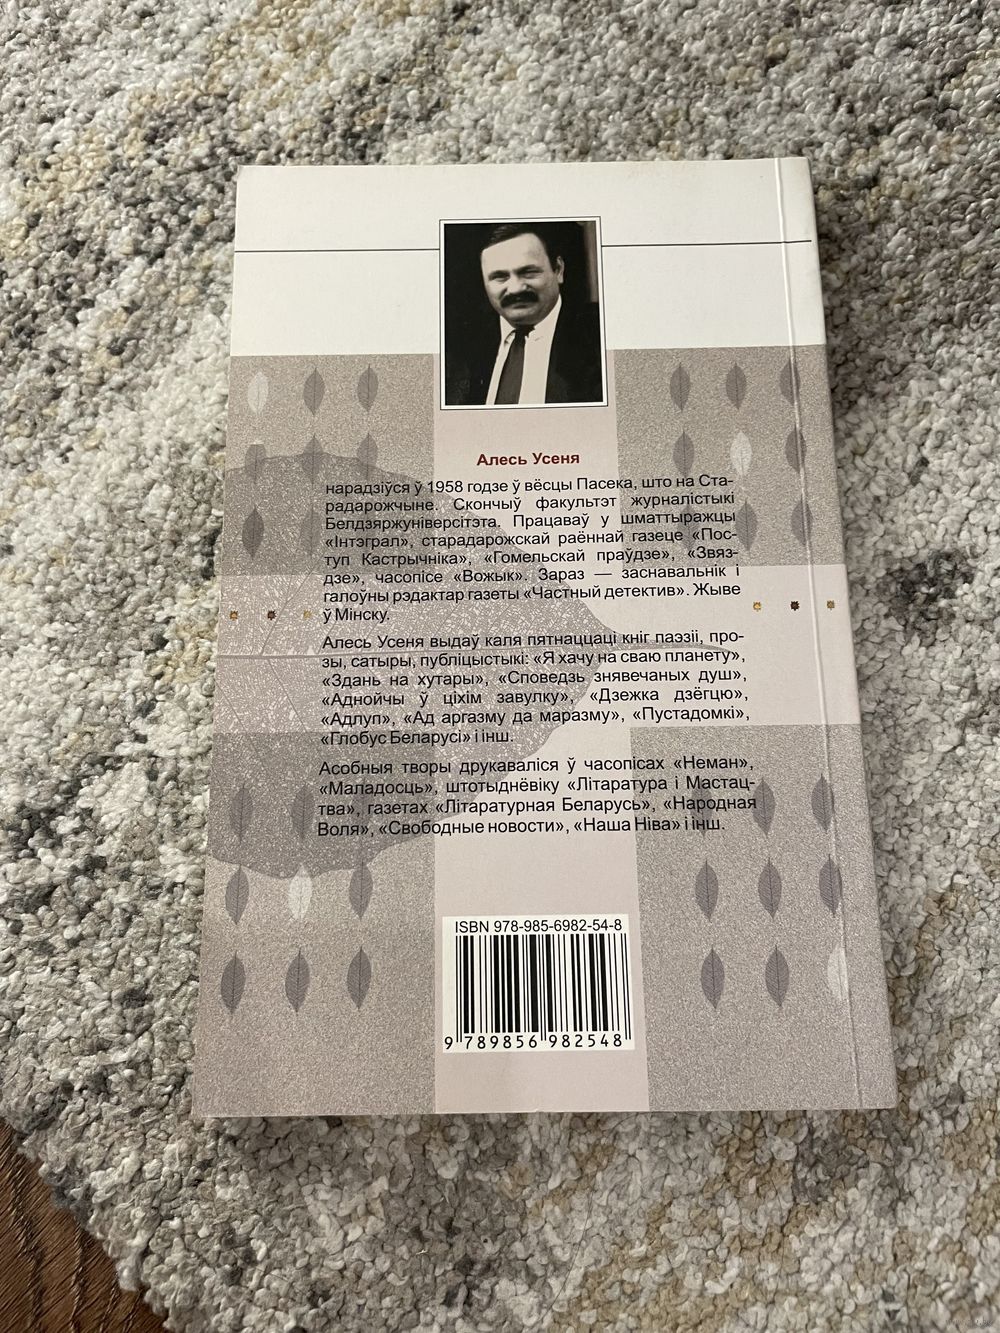 Алесь Усеня
нарадзіўся ў 1958 годзе ў вёсцы Пасека, што на Ста-
радарожчыне. Скончыў факультэт журналістыкі
Белдзяржуніверсітэта. Працаваў у шматтыражцы
«Інтэграл», старадарожскай раённай газеце «Пос-
туп Кастрычніка», «Гомельскай праўдзе», «Звяз-
дзе», часопісе «Вожык». Зараз — заснавальнік і
галоўны рэдактар газеты «Частный детектив». Жыве
ў Мінску.
Алесь Усеня выдаў каля пятнаццаці кніг паэзіі, про-
зы, сатыры, публіцыстыкі: «Я хачу на сваю планету»,
«Здань на хутары», «Споведзь знявечаных душ»,
«Аднойчы ў ціхім завулку», «Дзежка дзёгцю»,
«Адлуп», «Ад аргазму да маразму», «Пустадомкі»,
«Глобус Беларусі» і інш.
Асобныя творы друкаваліся ў часопісах «Неман»,
«Маладосць», штотыднёвіку «Літаратура і Мастац-
тва», газетах «Літаратурная Беларусь», «Народная
Воля», «Свободные новости», «Наша Ніва» і інш.
ISBN 978-985-6982-54-8
9 789856 982548